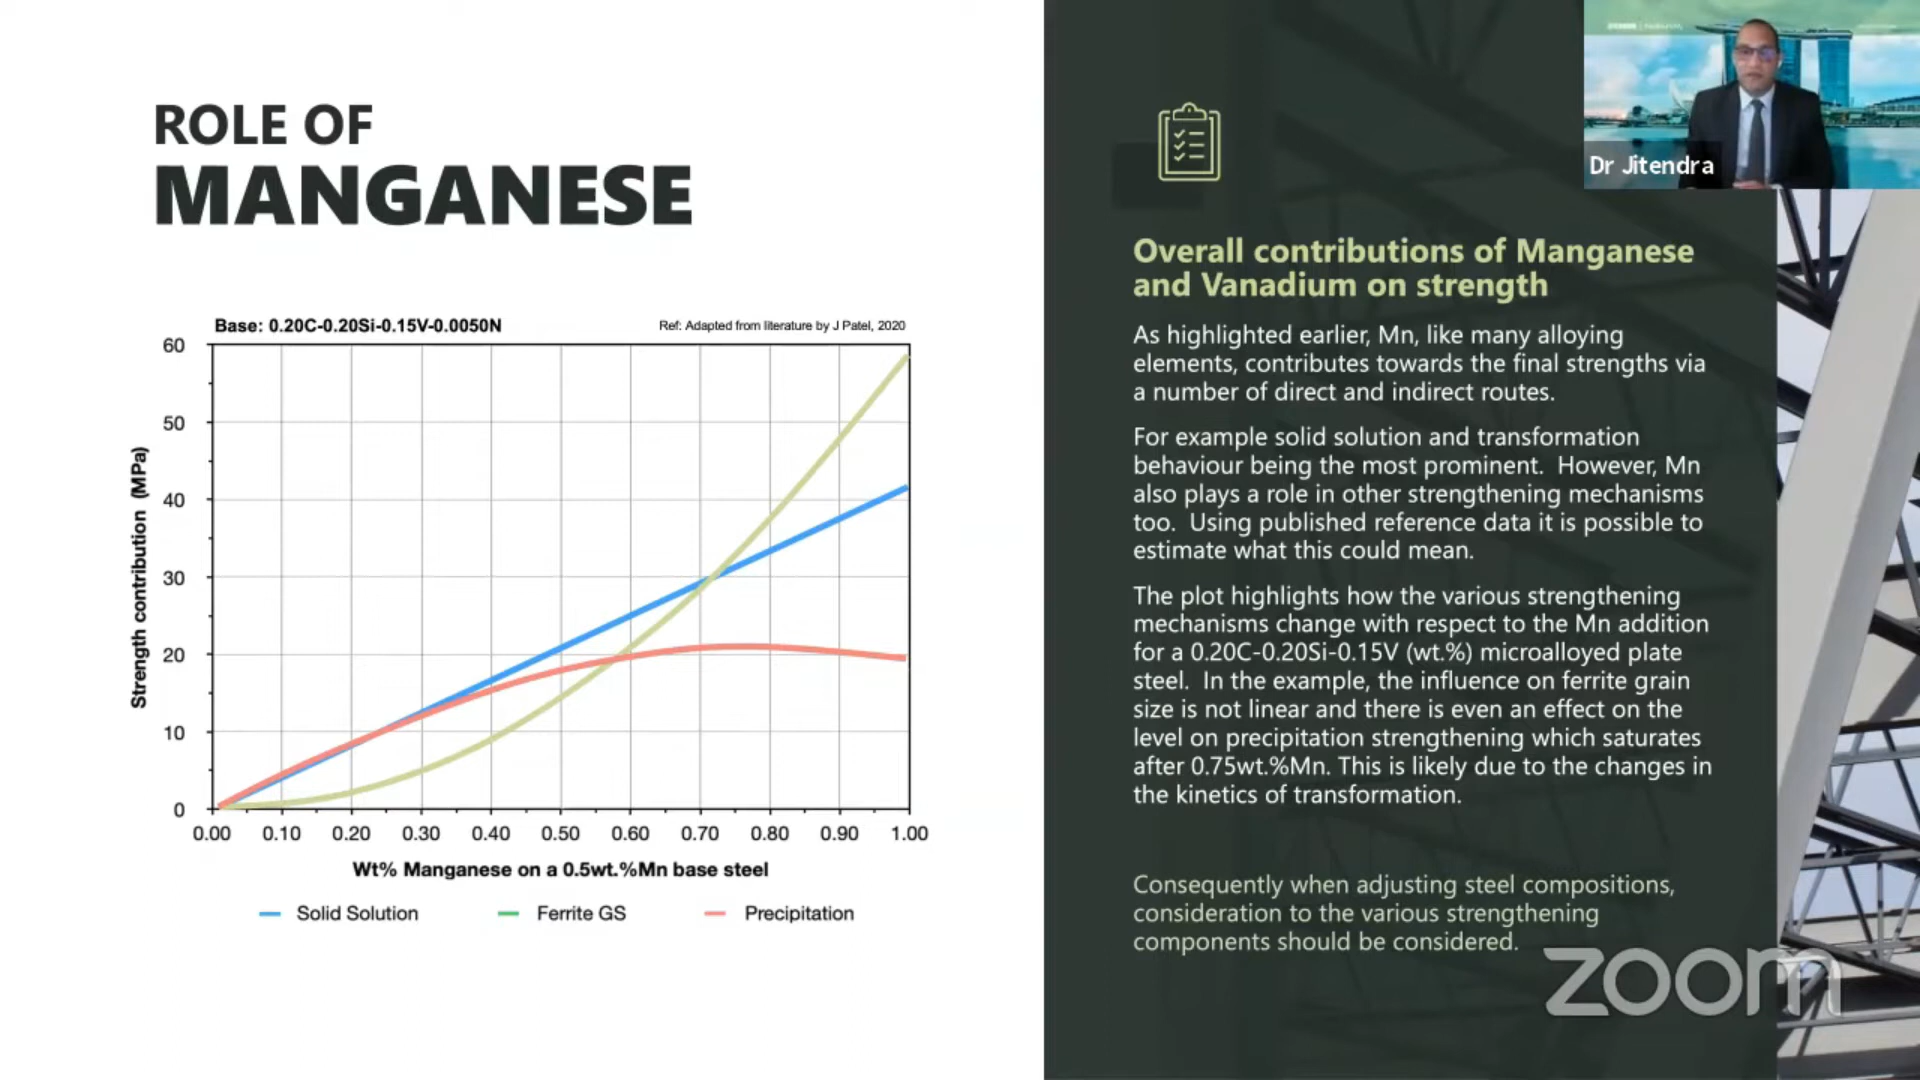 ROLE OF
MANGANESE
Base: 0.20C-0.20Si-0.15V-0.0050N
Ref: Adapted from literature by J Patel, 2020
Strength contribution (MPa)
60
50
40
30
20
10
0
0.00 0.10 0.20 0.30 0.40 0.50 0.60 0.70 0.80 0.90 1.00
Wt% Manganese on a 0.5wt.%Mn base steel
Solid Solution Ferrite GS Precipitation
Dr Jitendra
Overall contributions of Manganese
and Vanadium on strength
As highlighted earlier, Mn, like many alloying
elements, contributes towards the final strengths via
a number of direct and indirect routes.
For example solid solution and transformation
behaviour being the most prominent. However, Mn
also plays a role in other strengthening mechanisms
too. Using published reference data it is possible to
estimate what this could mean.
The plot highlights how the various strengthening
mechanisms change with respect to the Mn addition
for a 0.20C-0.20Si-0.15V (wt.%) microalloyed plate
steel. In the example, the influence on ferrite grain
size is not linear and there is even an effect on the
level on precipitation strengthening which saturates
after 0.75wt.%Mn. This is likely due to the changes in
the kinetics of transformation.
Consequently when adjusting steel compositions,
consideration to the various strengthening
components should be considered.
zoom